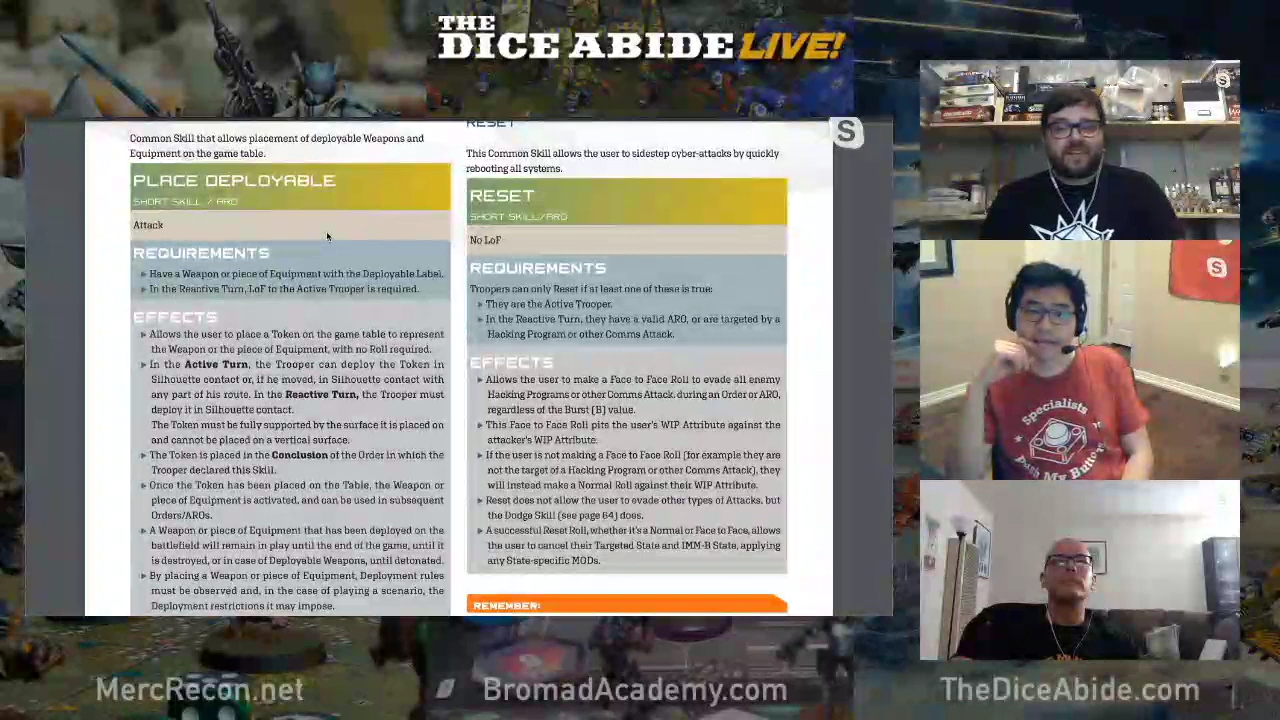 THE
DICE ABIDE LIVE!
Common Skill that allows placement of deployable Weapons and
Equipment on the game table.
PLACE DEPLOYABLE
SHORT SKILL / ARO
Attack
REQUIREMENTS
Have a Weapon or piece of Equipment with the Deployable Label.
In the Reactive Turn, LoF to the Active Trooper is required.
EFFECTS
Allows the user to place a Token on the game table to represent
the Weapon or the piece of Equipment, with no Roll required.
In the Active Turn, the Trooper can deploy the Token in
Silhouette contact or, if he moved, in Silhouette contact with
any part of his route. In the Reactive Turn, the Trooper must
deploy it in Silhouette contact.
The Token must be fully supported by the surface it is placed on
and cannot be placed on a vertical surface.
The Token is placed in the Conclusion of the Order in which the
Trooper declared this Skill.
Once the Token has been placed on the Table, the Weapon or
piece of Equipment is activated, and can be used in subsequent
Orders/AROs.
A Weapon or piece of Equipment that has been deployed on the
battlefield will remain in play until the end of the game, until it
is destroyed, or in case of Deployable Weapons, until detonated.
By placing a Weapon or piece of Equipment, Deployment rules
must be observed and, in the case of playing a scenario, the
Deployment restrictions it may impose.
RESET
This Common Skill allows the user to sidestep cyber-attacks by quickly
rebooting all systems.
RESET
SHORT SKILL/ARO
No LoF
REQUIREMENTS
Troopers can only Reset if at least one of these is true:
They are the Active Trooper.
In the Reactive Turn, they have a valid ARO, or are targeted by a
Hacking Program or other Comms Attack.
EFFECTS
Allows the user to make a Face to Face Roll to evade all enemy
Hacking Programs or other Comms Attack, during an Order or ARO,
regardless of the Burst (B) value.
This Face to Face Roll pits the user's WIP Attribute against the
attacker's WIP Attribute.
If the user is not making a Face to Face Roll (for example they are
not the target of a Hacking Program or other Comms Attack), they
will instead make a Normal Roll against their WIP Attribute.
Reset does not allow the user to evade other types of Attacks, but
the Dodge Skill (see page 64) does.
A successful Reset Roll, whether it's a Normal or Face to Face, allows
the user to cancel their Targeted State and IMM-B State, applying
any State-specific MODs.
REMEMBER:
S
S
S
Specialists
Push My Buttons
MercRecon.net
BromadAcademy.com
TheDiceAbide.com